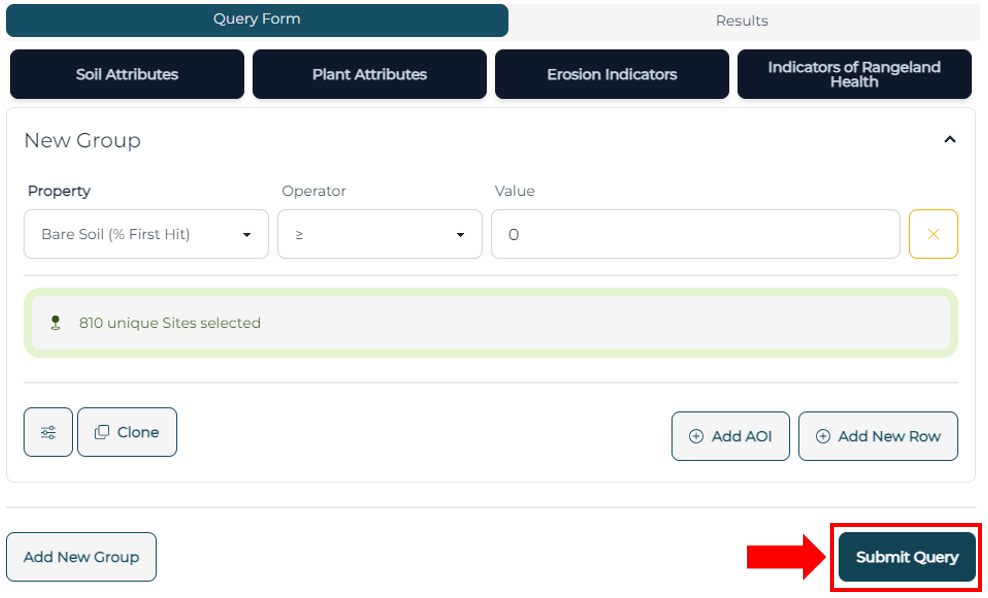 Query Form
Results
Soil Attributes
Plant Attributes
Erosion Indicators
Indicators of Rangeland
Health
New Group
Property
Operator
Value
Bare Soil (% First Hit)
≥
0
810 unique Sites selected
Clone
Add AOI
Add New Row
Add New Group
Submit Query